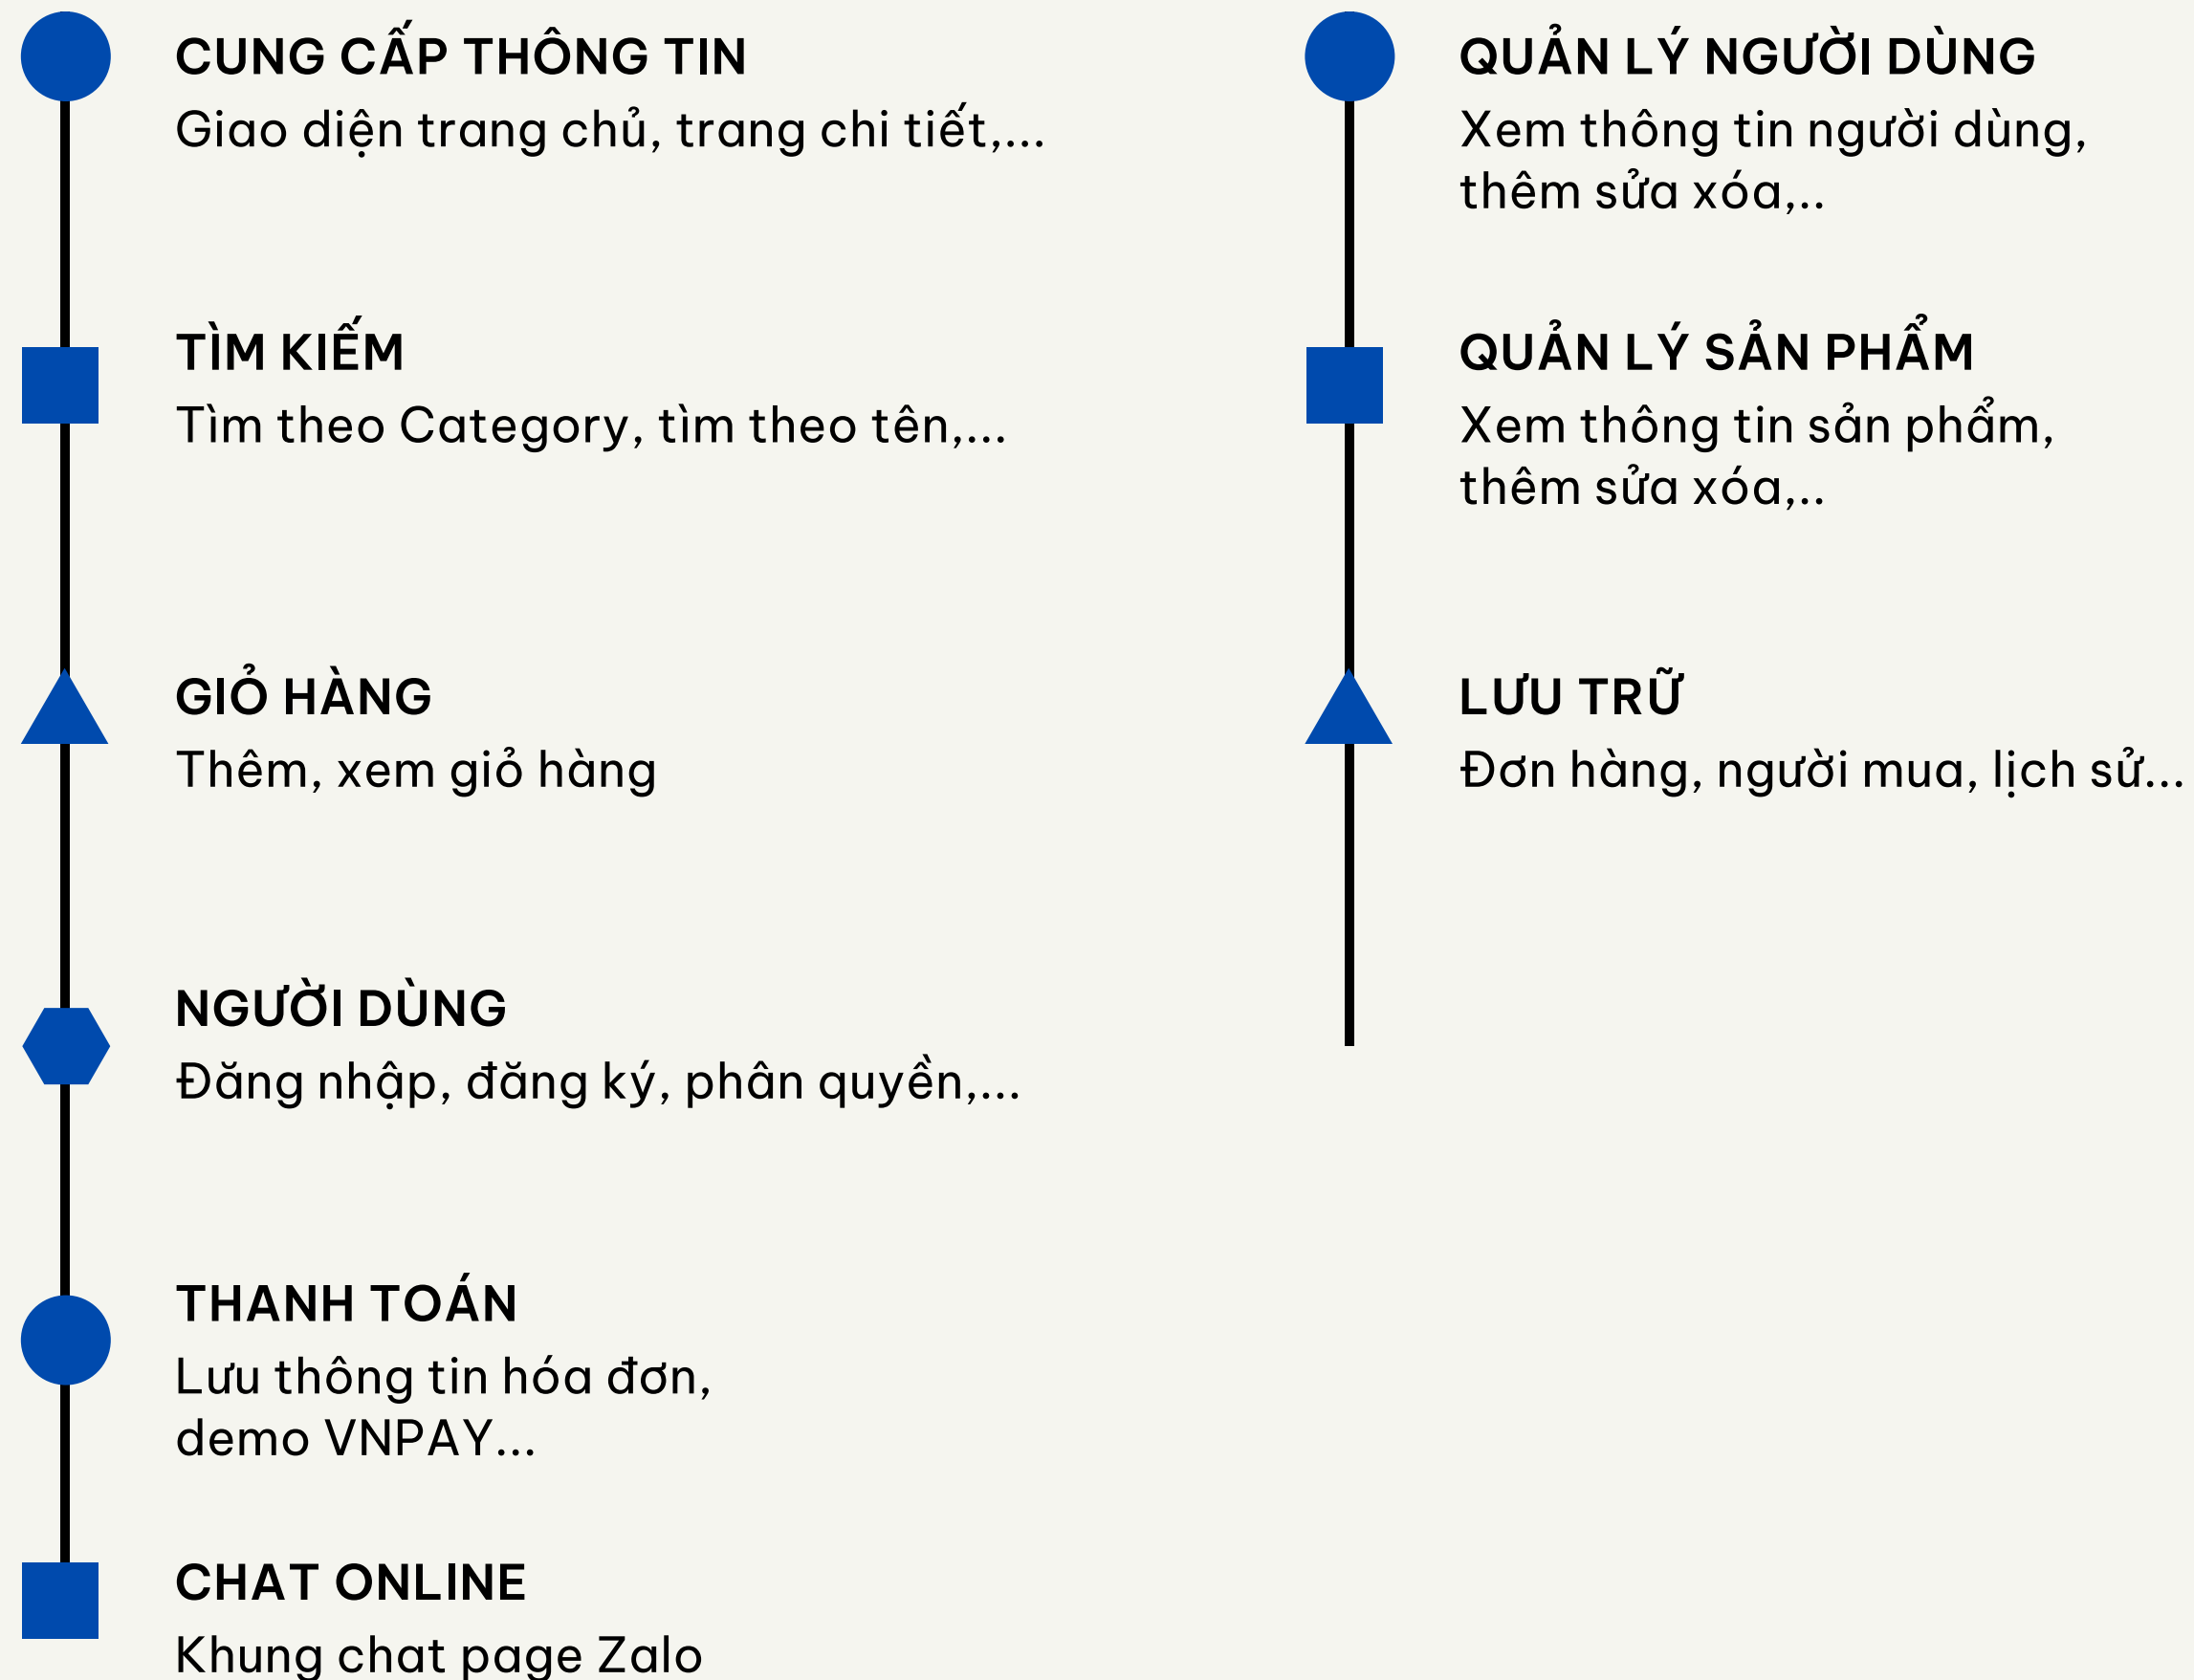 CUNG CẤP THÔNG TIN
Giao diện trang chủ, trang chi tiết,...
TÌM KIẾM
Tìm theo Category, tìm theo tên,...
GIỎ HÀNG
Thêm, xem giỏ hàng
NGƯỜI DÙNG
Đăng nhập, đăng ký, phân quyền,...
THANH TOÁN
Lưu thông tin hóa đơn,
demo VNPAY...
CHAT ONLINE
Khung chat page Zalo
QUẢN LÝ NGƯỜI DÙNG
Xem thông tin người dùng,
thêm sửa xóa,..
QUẢN LÝ SẢN PHẨM
Xem thông tin sản phẩm,
thêm sửa xóa,..
LƯU TRỮ
Đơn hàng, người mua, lịch sử...